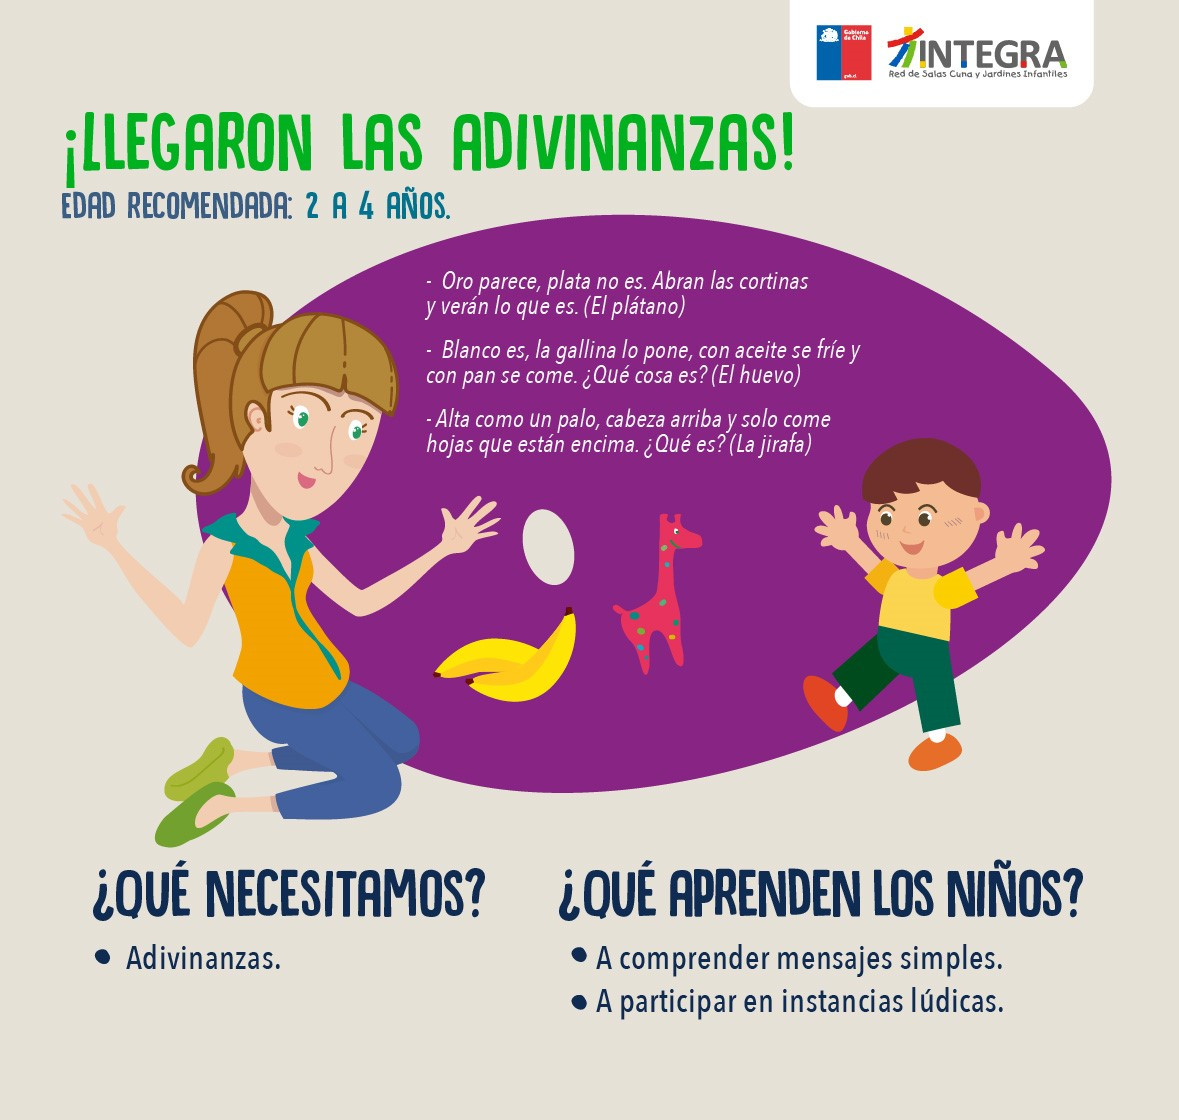 Gobierno
de Chile
gob.cl
INTEGRA
Red de Salas Cuna y Jardines Infantiles
¡LLEGARON LAS ADIVINANZAS!
EDAD RECOMENDADA: 2 A 4 AÑOS.
- Oro parece, plata no es. Abran las cortinas
y verán lo que es. (El plátano)
- Blanco es, la gallina lo pone, con aceite se fríe y
con pan se come. ¿Qué cosa es? (El huevo)
- Alta como un palo, cabeza arriba y solo come
hojas que están encima. ¿Qué es? (La jirafa)
¿QUÉ NECESITAMOS?
• Adivinanzas.
¿QUÉ APRENDEN LOS NIÑOS?
• A comprender mensajes simples.
• A participar en instancias lúdicas.